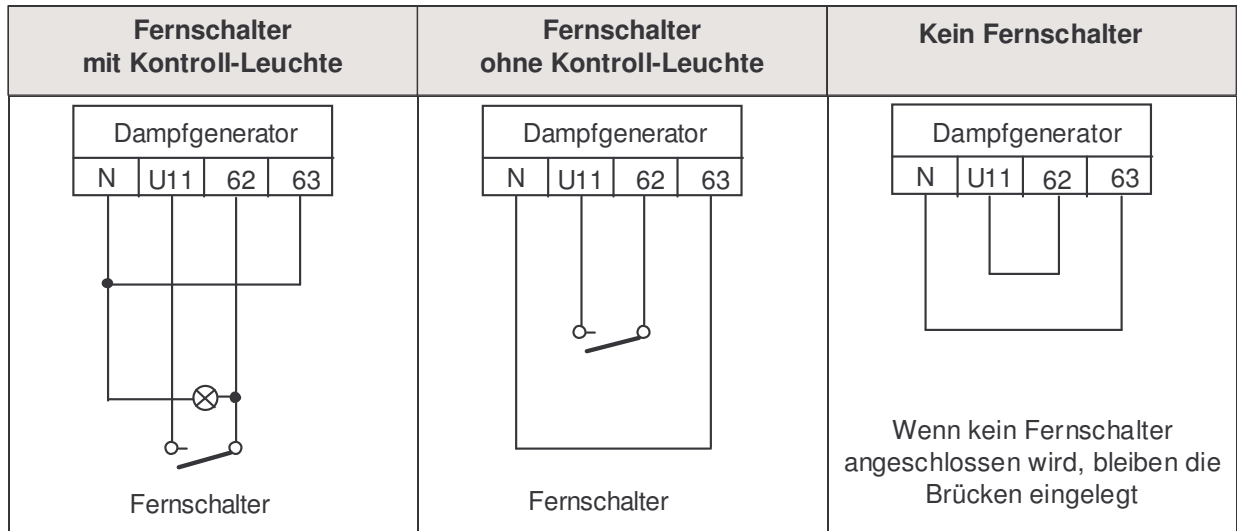 Fernschalter
mit Kontroll-Leuchte
Fernschalter
ohne Kontroll-Leuchte
Kein Fernschalter
Dampfgenerator
N U11 62 63
Fernschalter
Dampfgenerator
N U11 62 63
Fernschalter
Dampfgenerator
N U11 62 63
Wenn kein Fernschalter
angeschlossen wird, bleiben die
Brücken eingelegt